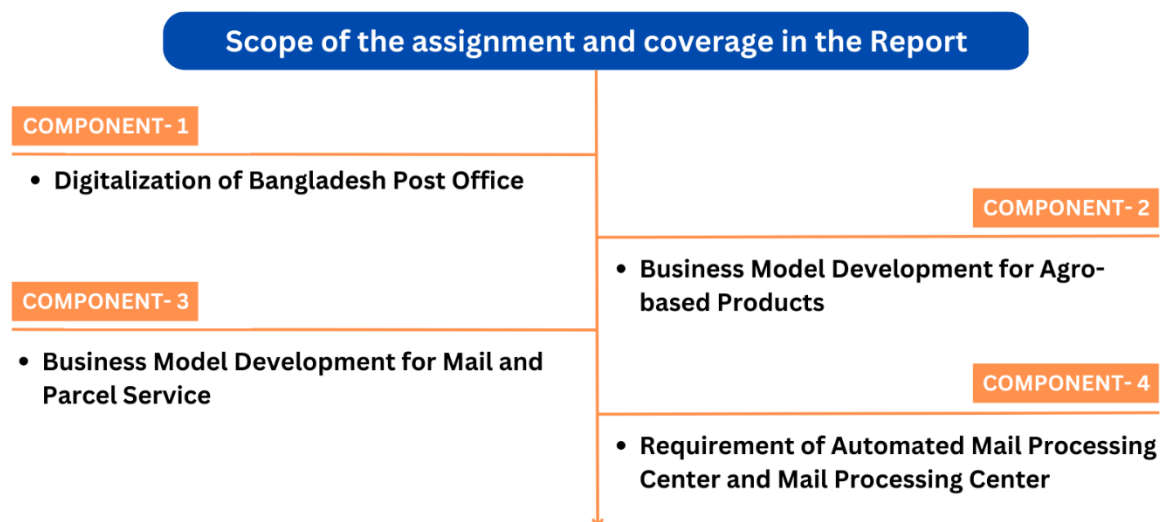 Scope of the assignment and coverage in the Report
COMPONENT- 1
• Digitalization of Bangladesh Post Office
COMPONENT- 2
• Business Model Development for Agro-
based Products
COMPONENT- 3
• Business Model Development for Mail and
Parcel Service
COMPONENT- 4
• Requirement of Automated Mail Processing
Center and Mail Processing Center